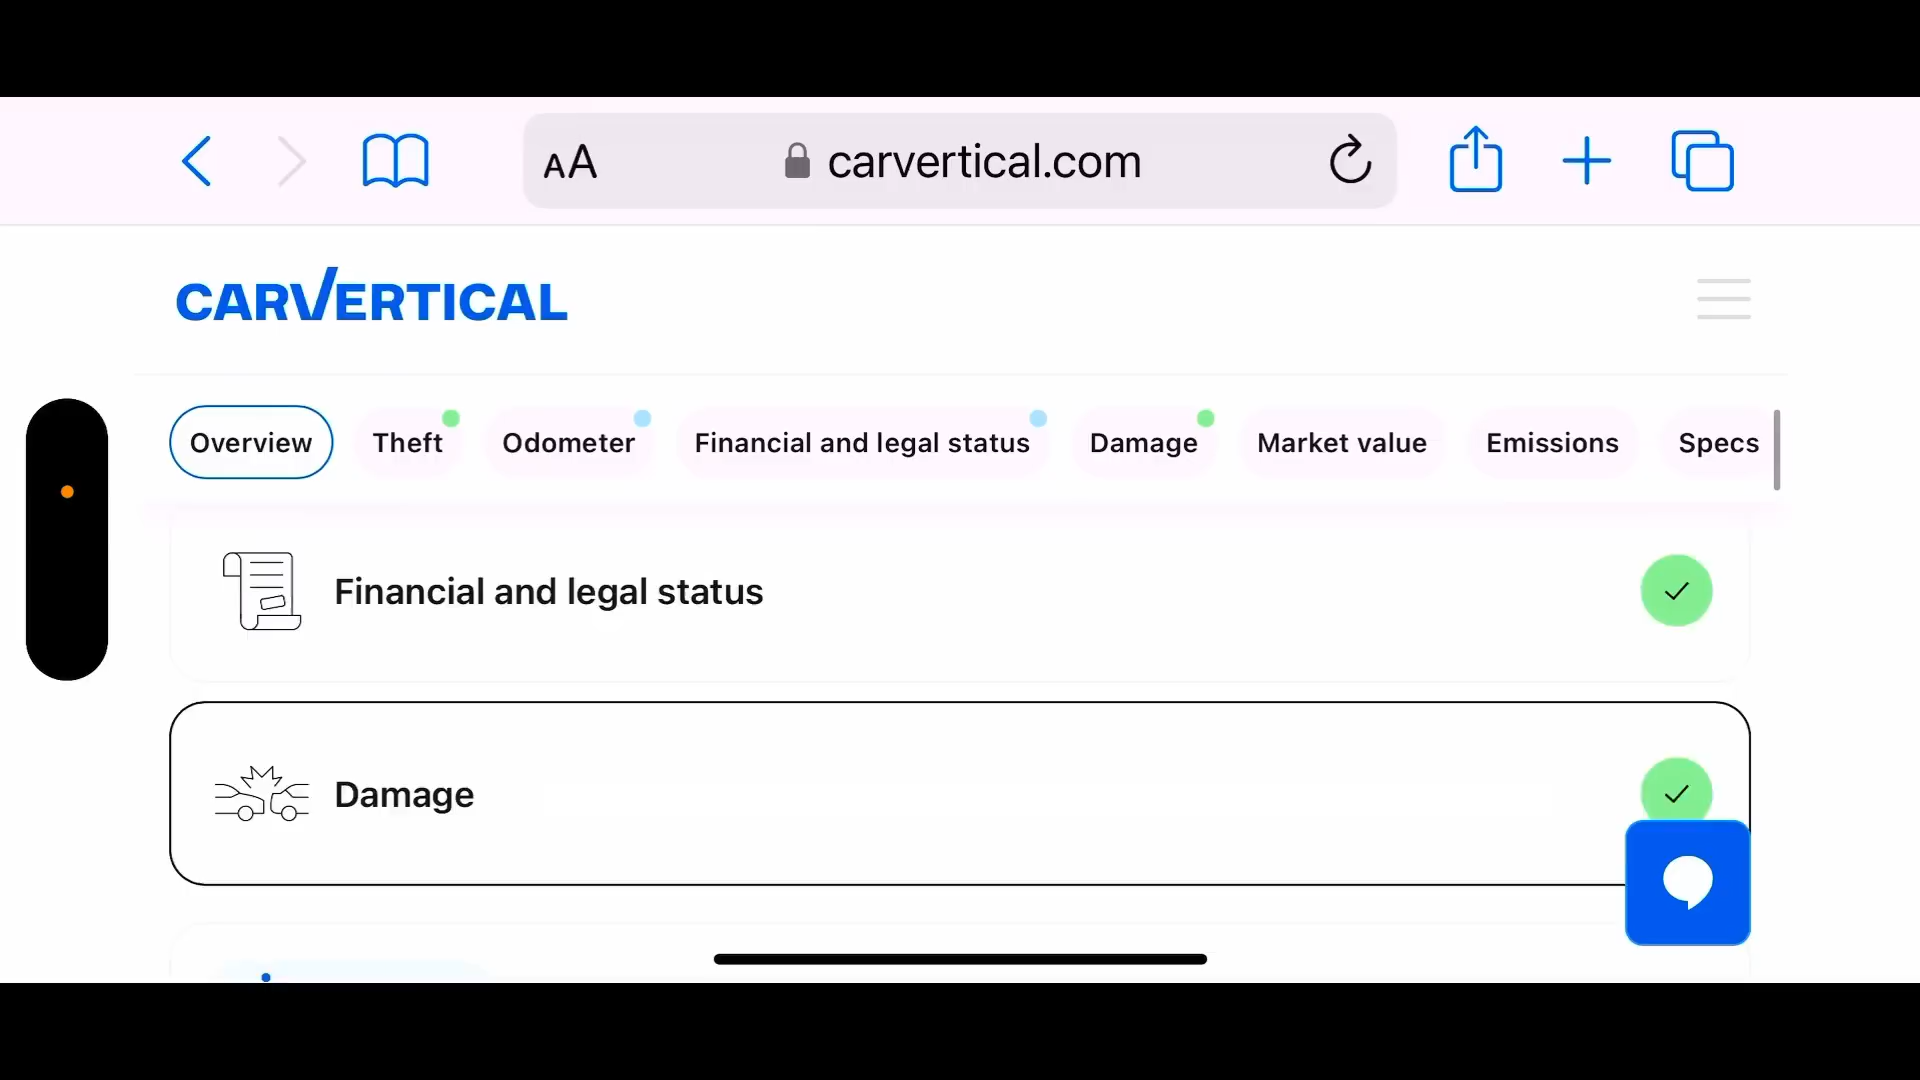 AA
carvertical.com
CARVERTICAL
Overview
Theft
Odometer
Financial and legal status
Damage
Market value
Emissions
Specs
Financial and legal status
Damage